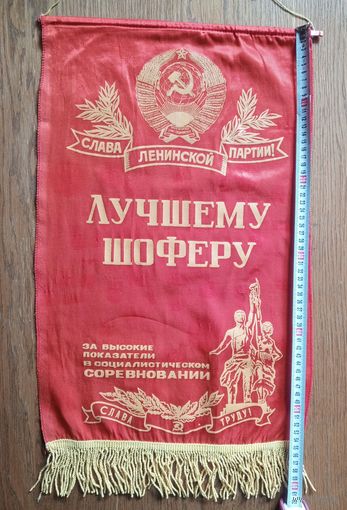 СЛАВА ЛЕНИНСКОЙ ПАРТИИ!
ЛУЧШЕМУ
ШОФЕРУ
ЗА ВЫСОКИЕ
ПОКАЗАТЕЛИ
В СОЦИАЛИСТИЧЕСКОМ
СОРЕВНОВАНИИ
СЛАВА ТРУДУ!